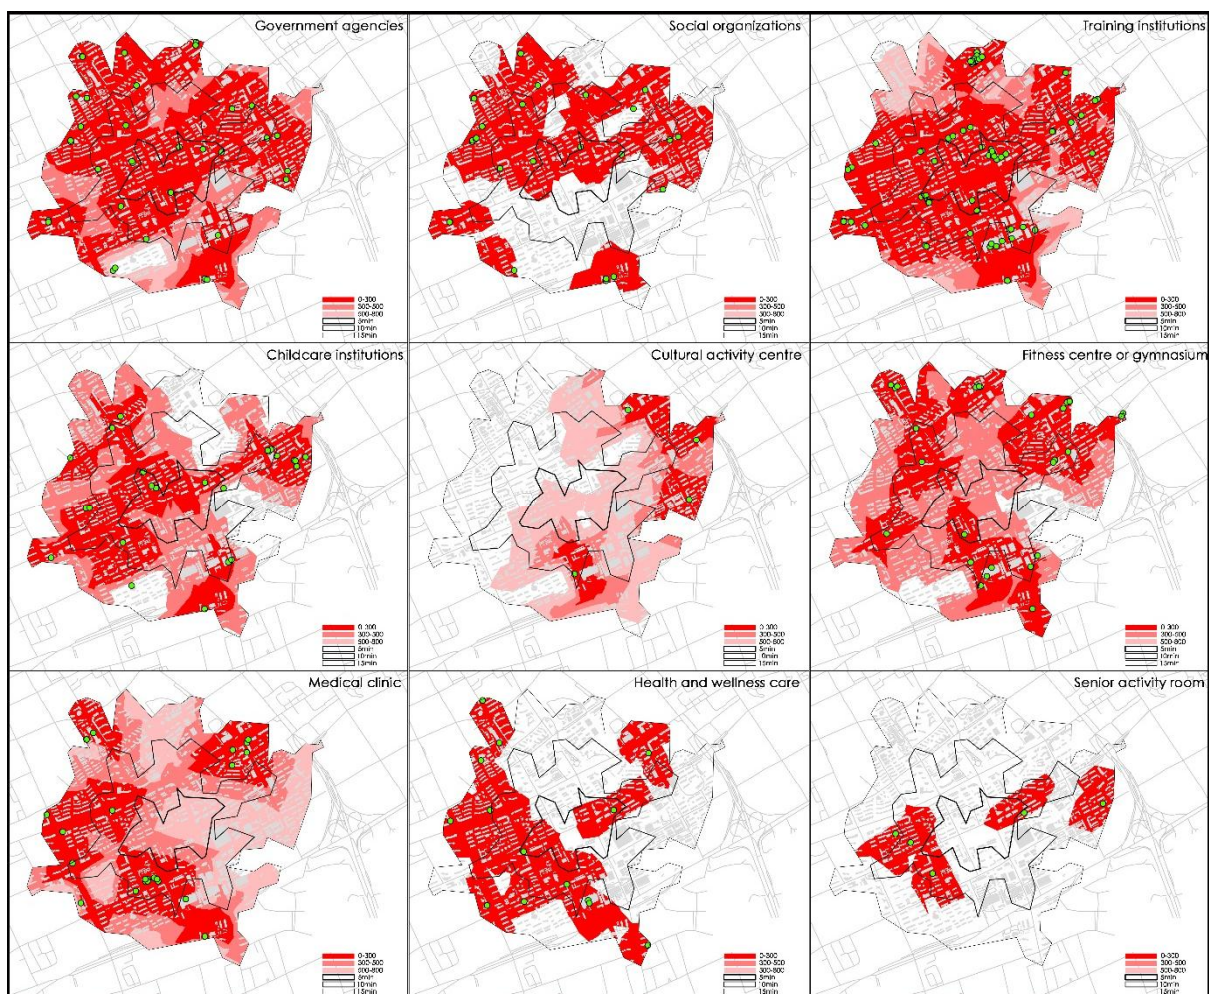 Government agencies
0-300
300-500
500-800
5min
10min
15min
Social organizations
0-300
300-500
500-800
5min
10min
15min
Training institutions
0-300
300-500
500-800
5min
10min
15min
Childcare institutions
0-300
300-500
500-800
5min
10min
15min
Cultural activity centre
0-300
300-500
500-800
5min
10min
15min
Fitness centre or gymnasium
0-300
300-500
500-800
5min
10min
15min
Medical clinic
0-300
300-500
500-800
5min
10min
15min
Health and wellness care
0-300
300-500
500-800
5min
10min
15min
Senior activity room
0-300
300-500
500-800
5min
10min
15min